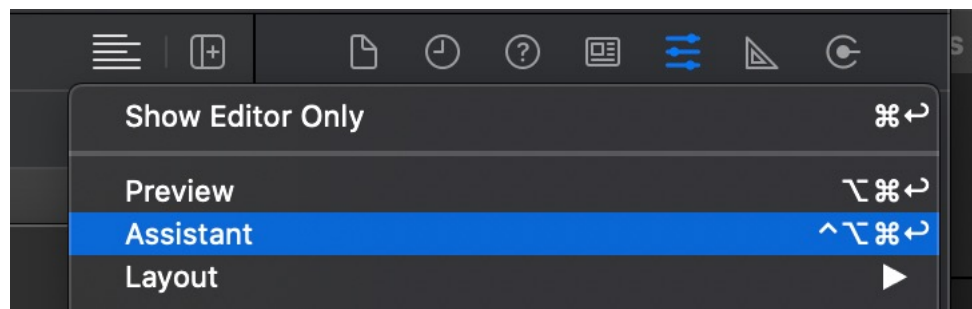 Show Editor Only ⌘↩
Preview ⌥⌘↩
Assistant ^⌥⌘↩
Layout ▶